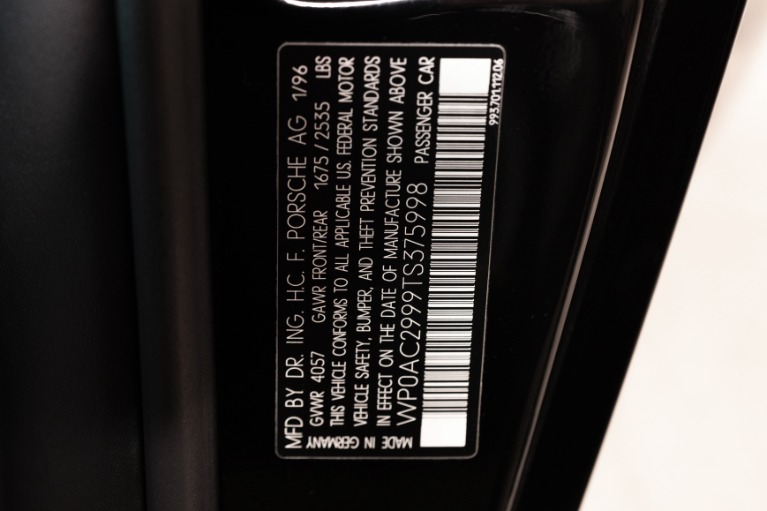 MFD BY DR. ING. H.C. F. PORSCHE AG 1/96
GVWR 4057 GAWR FRONT/REAR 1675 / 2535 LBS
THIS VEHICLE CONFORMS TO ALL APPLICABLE U.S. FEDERAL MOTOR
VEHICLE SAFETY, BUMPER, AND THEFT PREVENTION STANDARDS
IN EFFECT ON THE DATE OF MANUFACTURE SHOWN ABOVE
MADE IN GERMANY
WP0AC2999TS375998 PASSENGER CAR
993.701.112.06